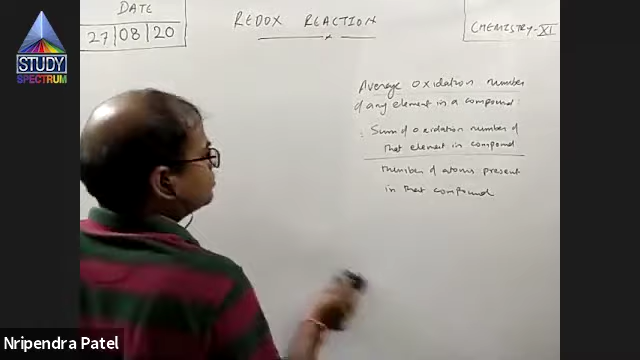 DATE
27|08|20
REDOX REACTION
CHEMISTRY-XI
STUDY
SPECTRUM
Average Oxidation number
of any element in a compound:
: Sum of oxidation number of
that element in compound
number of atoms present
in that compound
Nripendra Patel